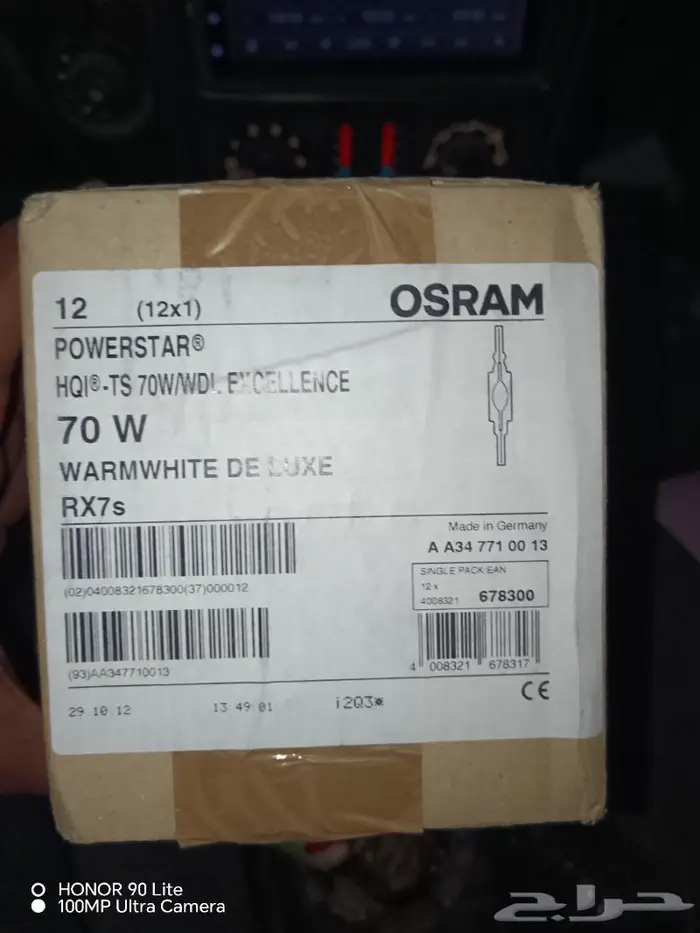 12 (12x1) OSRAM
POWERSTAR®
HQI®-TS 70W/WDL EXCELLENCE
70 W
WARMWHITE DE LUXE
RX7s
Made in Germany
A A34 771 00 13
SINGLE PACK EAN
12 x
4008321 678300
(02)04008321678300(37)000012
(93)AA347710013
4 008321 678317
CE
29.10.12 13:49:01 i2Q3*
HONOR 90 Lite
100MP Ultra Camera
حراج